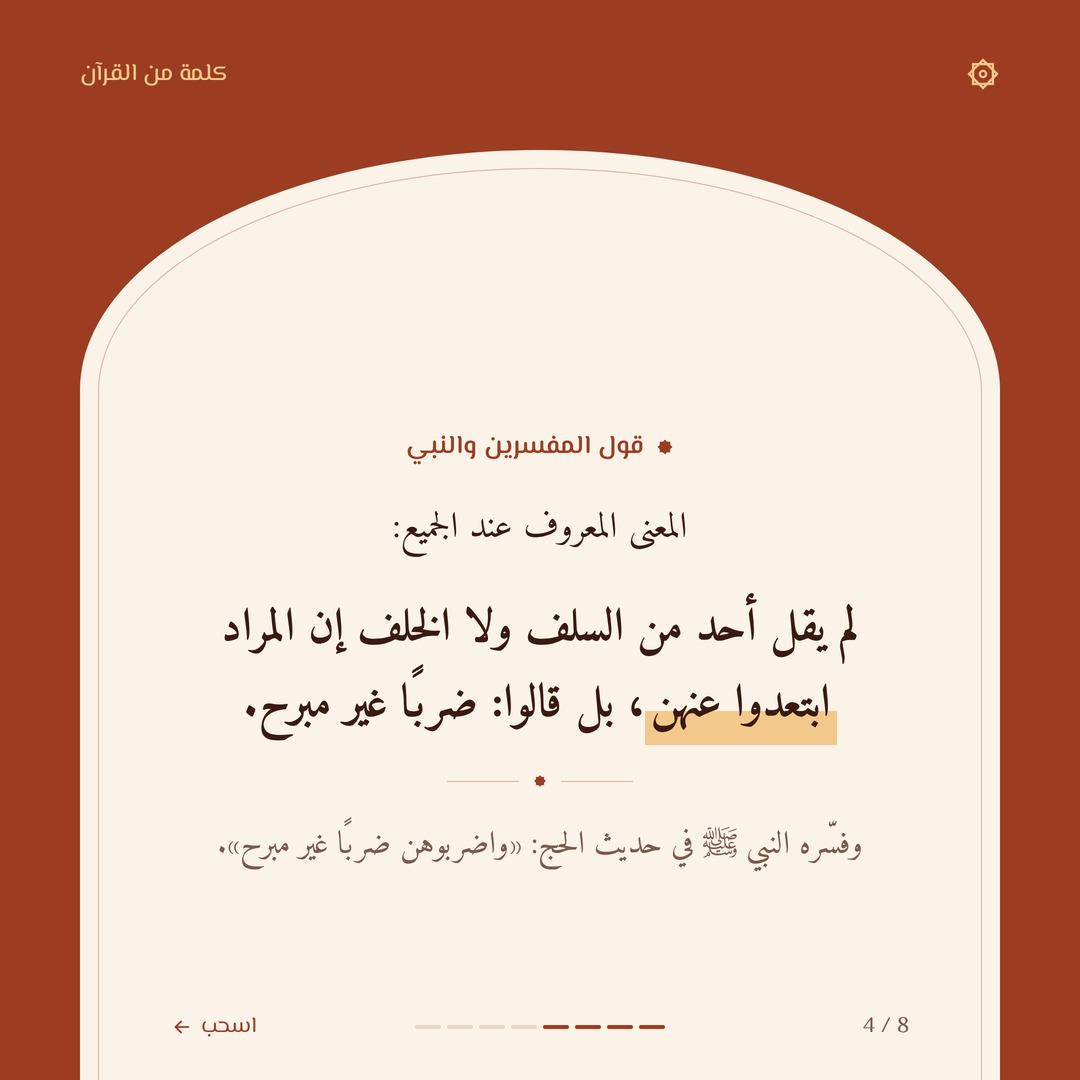 كلمة من القرآن
قول المفسرين والنبي
المعنى المعروف عند الجميع:
لم يقل أحد من السلف ولا الخلف إن المراد
ابتعدوا عنهن، بل قالوا: ضربًا غير مبرح.
وفسّره النبي ﷺ في حديث الحج: «واضربوهن ضربًا غير مبرح».
4 / 8
اسحب ←